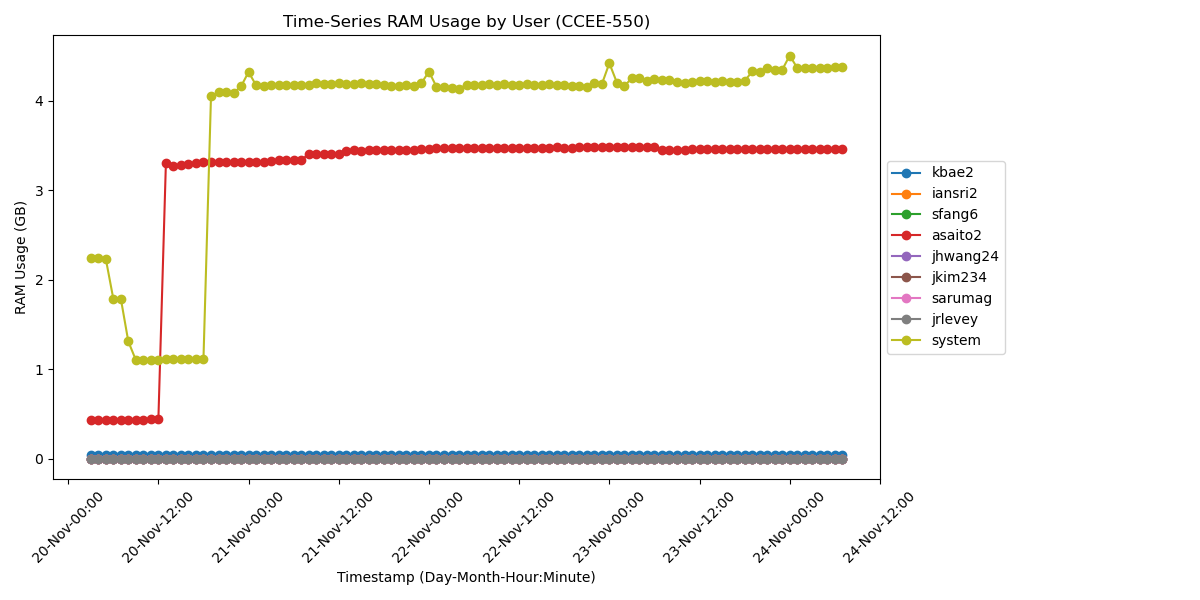 Time-Series RAM Usage by User (CCEE-550)
RAM Usage (GB)
4
3
2
1
0
20-Nov-00:00
20-Nov-12:00
21-Nov-00:00
21-Nov-12:00
22-Nov-00:00
22-Nov-12:00
23-Nov-00:00
23-Nov-12:00
24-Nov-00:00
24-Nov-12:00
Timestamp (Day-Month-Hour:Minute)
kbae2
iansri2
sfang6
asaito2
jhwang24
jkim234
sarumag
jrlevey
system